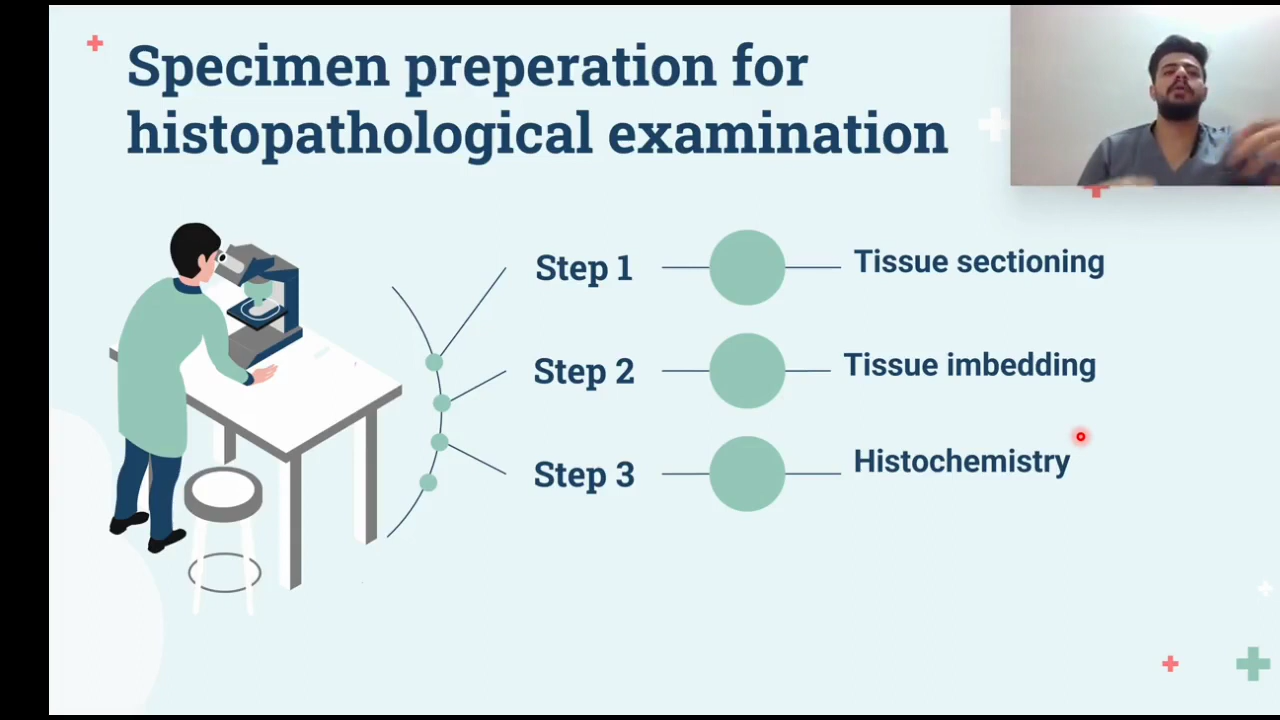 Specimen preperation for
histopathological examination
Step 1
Tissue sectioning
Step 2
Tissue imbedding
Step 3
Histochemistry